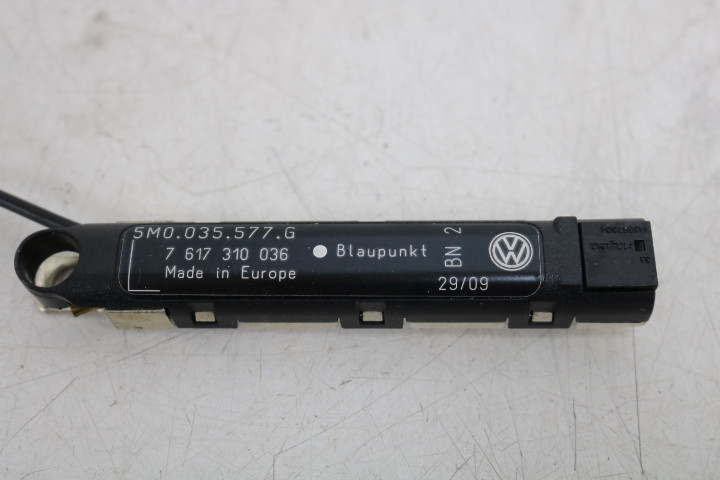 5M0.035.577.G
7 617 310 036
Blaupunkt
Made in Europe
BN 2
29/09